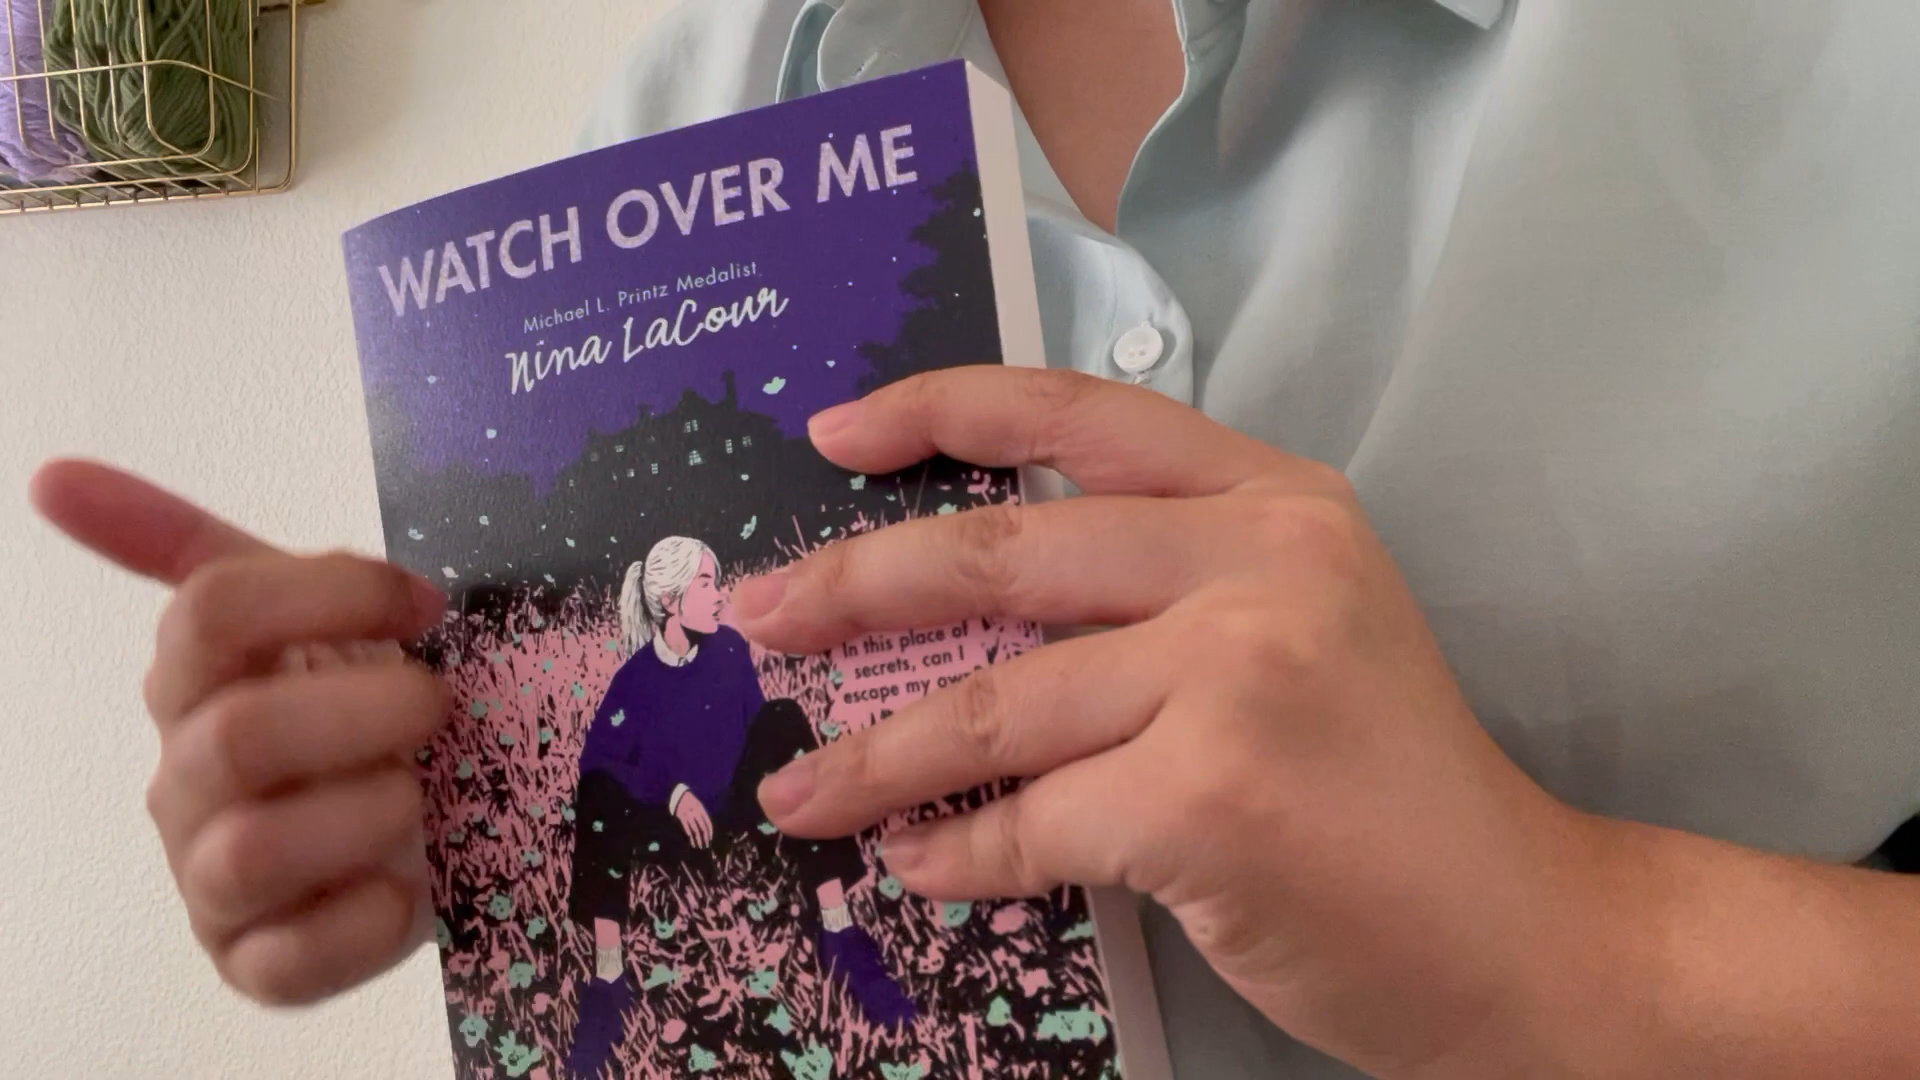 WATCH OVER ME
Michael L. Printz Medalist
Nina LaCour
In this place of
secrets, can I
escape my own?